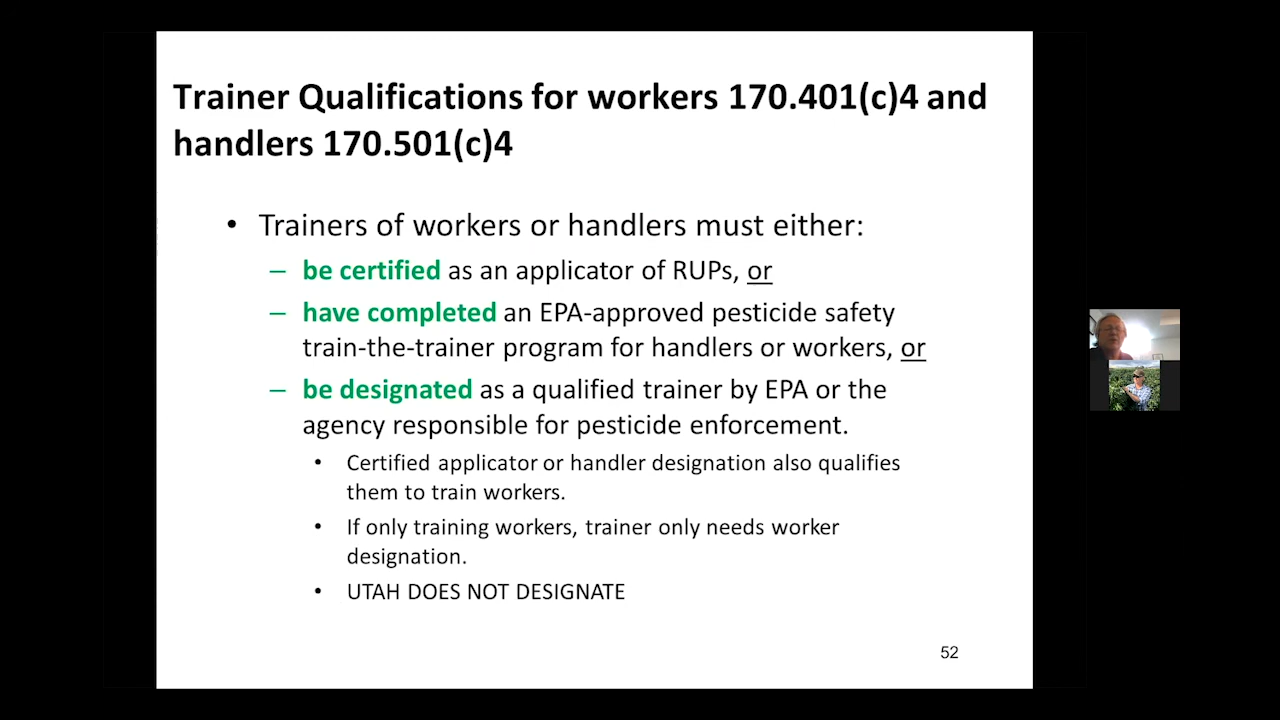 Trainer Qualifications for workers 170.401(c)4 and
handlers 170.501(c)4
• Trainers of workers or handlers must either:
– be certified as an applicator of RUPs, or
– have completed an EPA-approved pesticide safety
train-the-trainer program for handlers or workers, or
– be designated as a qualified trainer by EPA or the
agency responsible for pesticide enforcement.
• Certified applicator or handler designation also qualifies
them to train workers.
• If only training workers, trainer only needs worker
designation.
• UTAH DOES NOT DESIGNATE
52